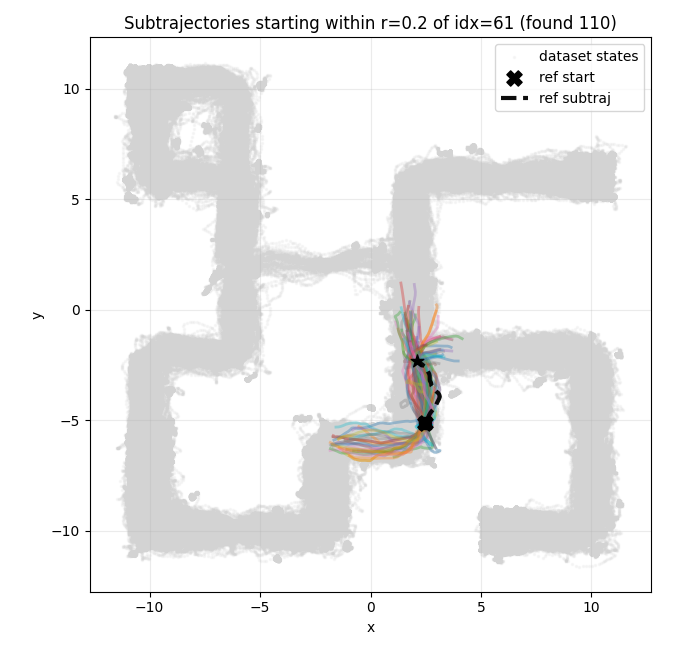 Subtrajectories starting within r=0.2 of idx=61 (found 110)
dataset states
ref start
ref subtraj
10
5
0
−5
−10
y
−10
−5
0
5
10
x